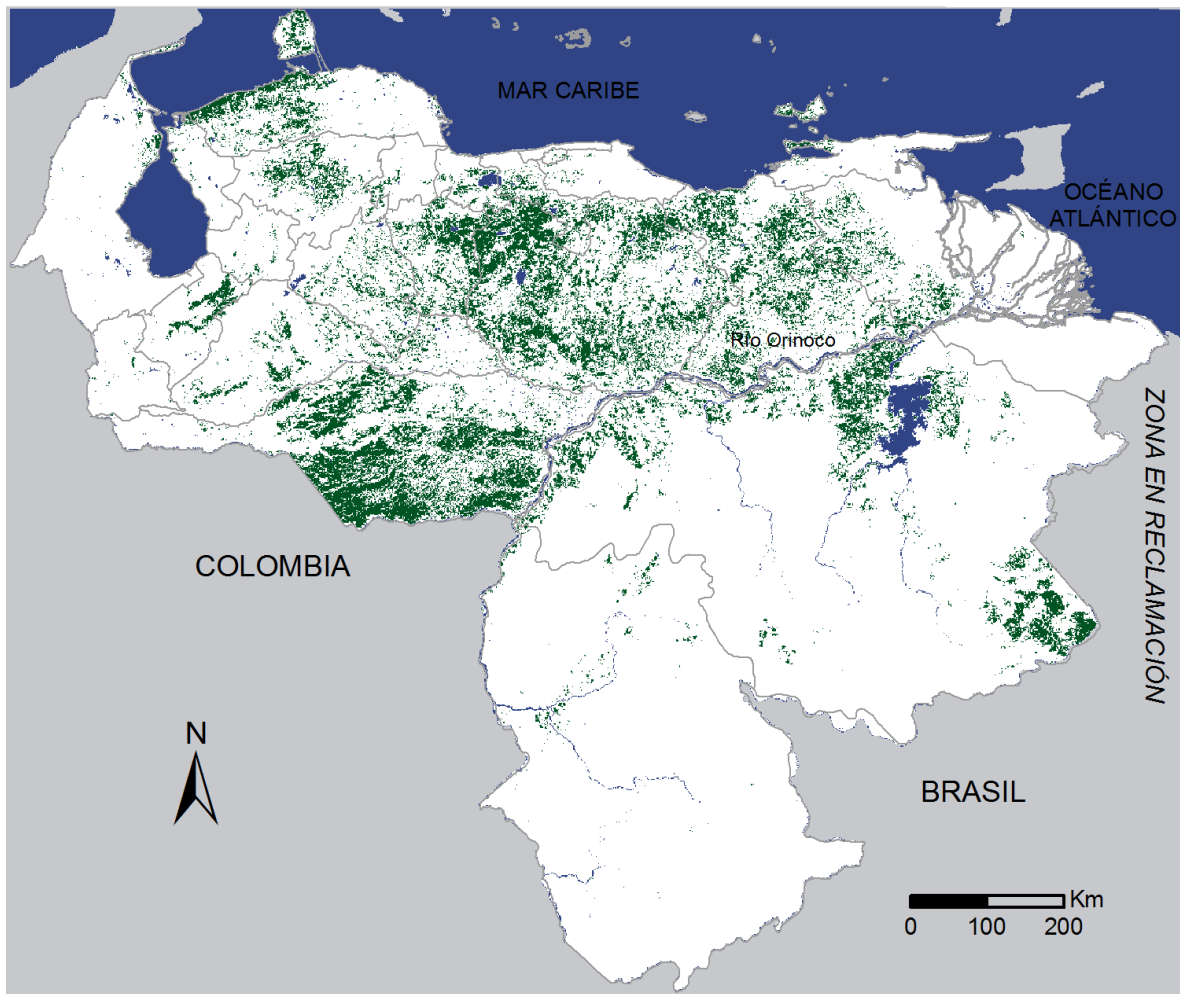 MAR CARIBE
OCÉANO
ATLÁNTICO
Río Orinoco
ZONA EN RECLAMACIÓN
COLOMBIA
N
BRASIL
Km
0 100 200